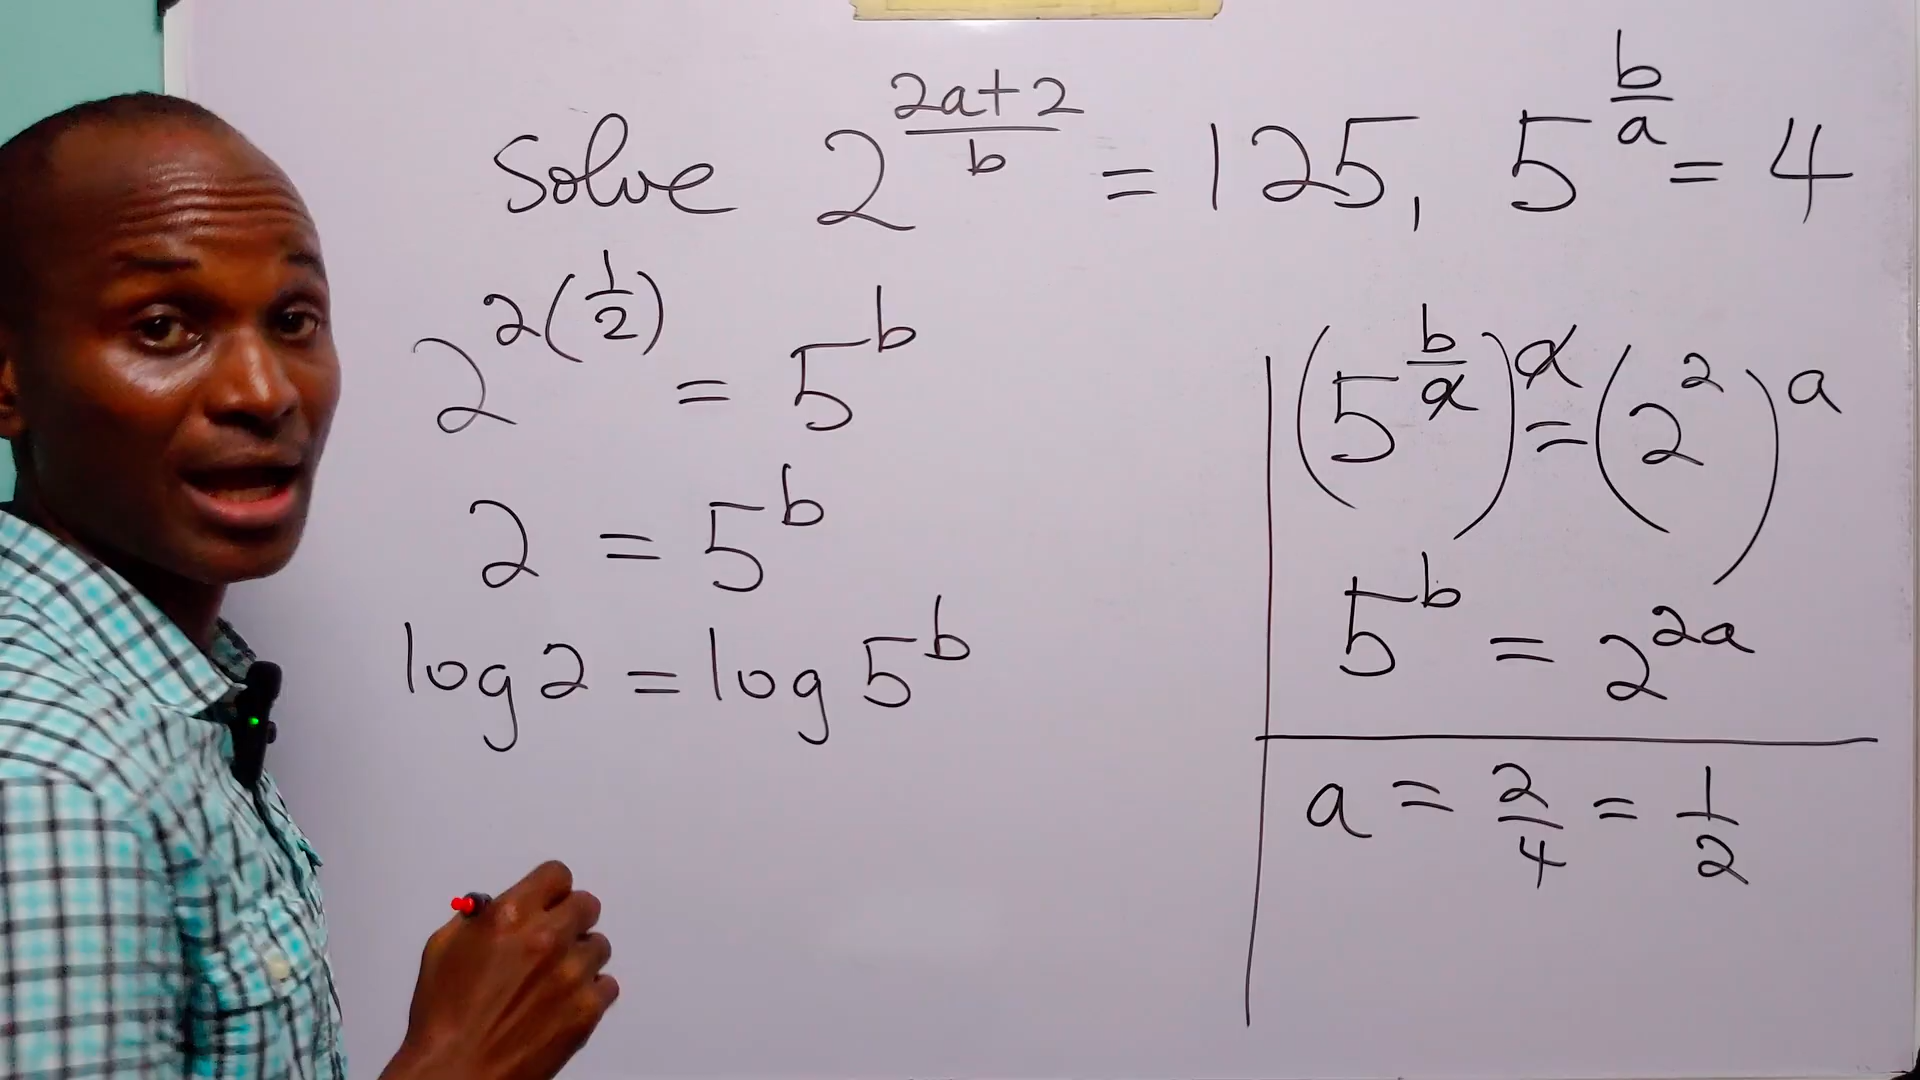 Solve 2^((2a+2)/b) = 125, 5^(b/a) = 4
2^(2(1/2)) = 5^b
2 = 5^b
log 2 = log 5^b
(5^(b/a))^a = (2^2)^a
5^b = 2^(2a)
a = 2/4 = 1/2